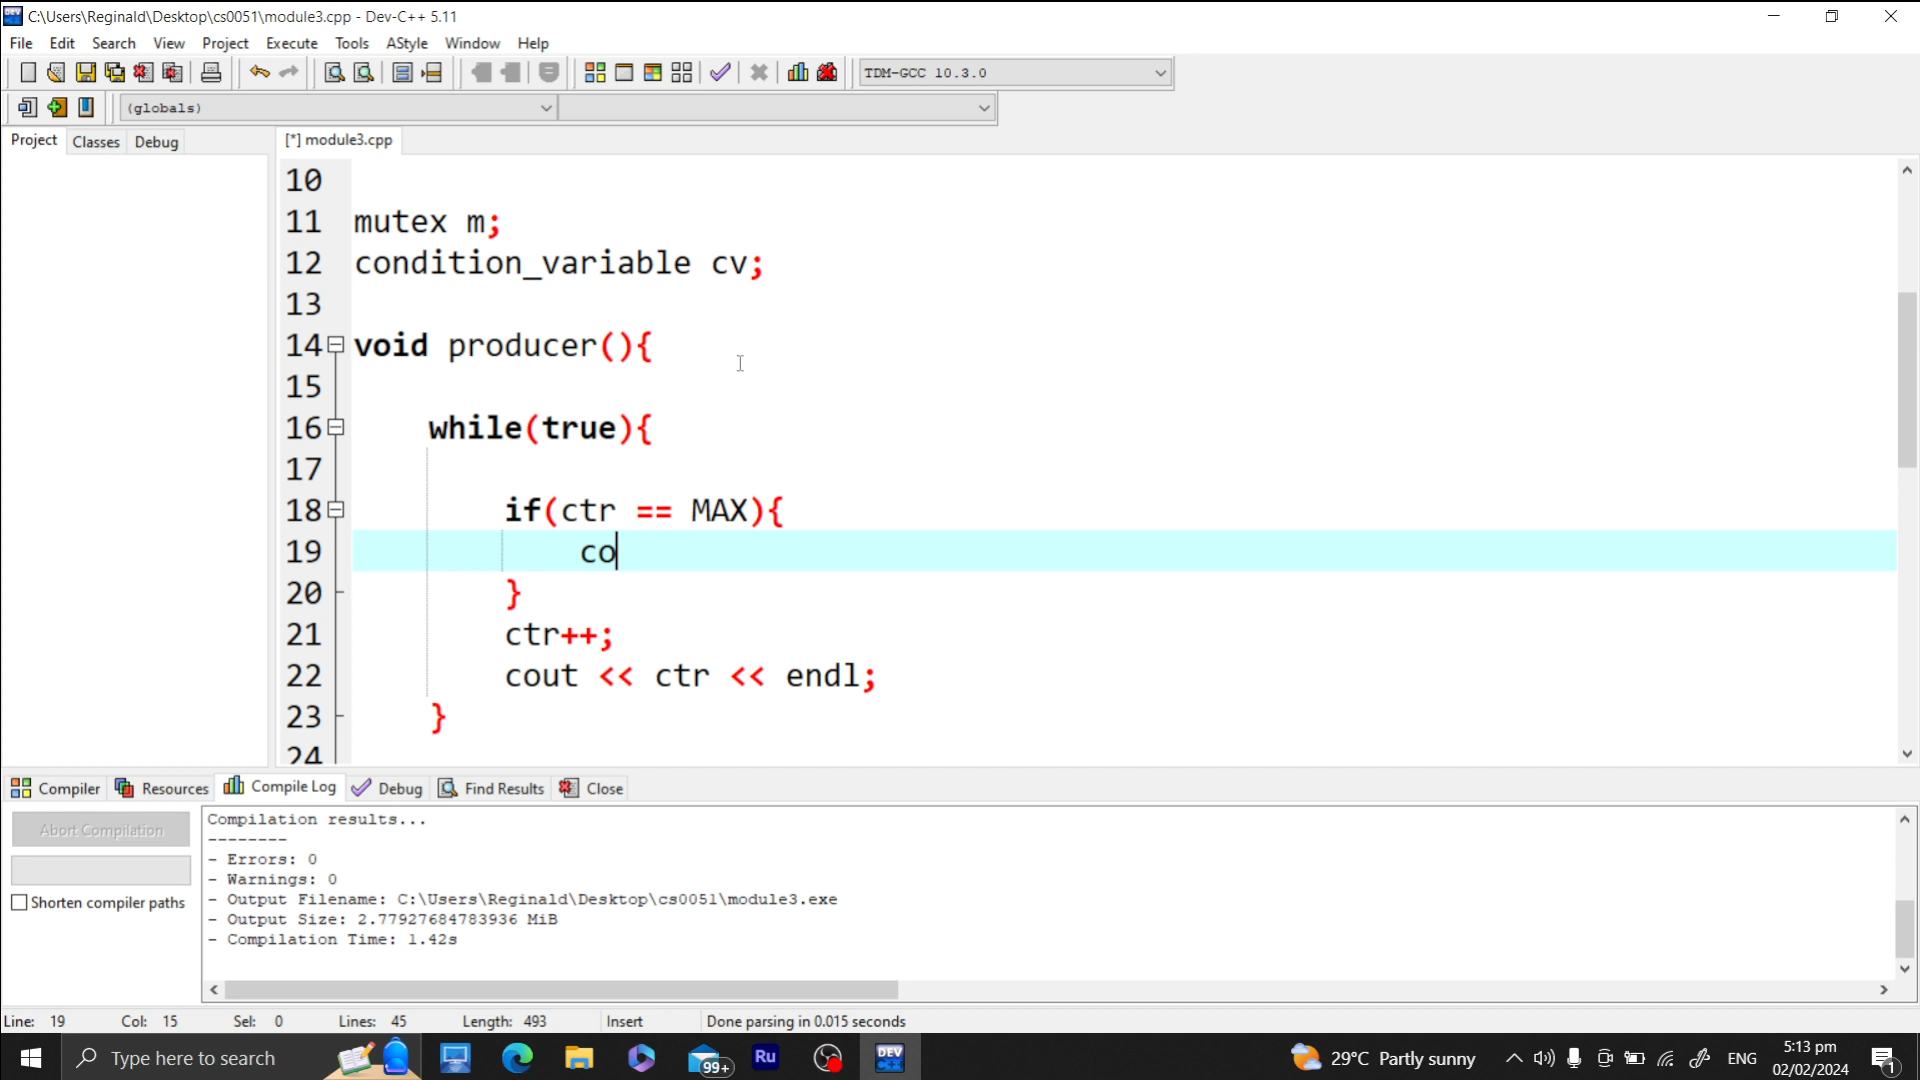 C:\Users\Reginald\Desktop\cs0051\module3.cpp - Dev-C++ 5.11
File Edit Search View Project Execute Tools AStyle Window Help
TDM-GCC 10.3.0
(globals)
Project Classes Debug
[*] module3.cpp
10
11 mutex m;
12 condition_variable cv;
13
14 void producer(){
15
16 while(true){
17
18 if(ctr == MAX){
19 co
20 }
21 ctr++;
22 cout << ctr << endl;
23 }
24
Compiler Resources Compile Log Debug Find Results Close
Abort Compilation
Shorten compiler paths
Compilation results...
--------
- Errors: 0
- Warnings: 0
- Output Filename: C:\Users\Reginald\Desktop\cs0051\module3.exe
- Output Size: 2.77927684783936 MiB
- Compilation Time: 1.42s
Line: 19 Col: 15 Sel: 0 Lines: 45 Length: 493 Insert Done parsing in 0.015 seconds
Type here to search
99+
Ru
DEV
29°C Partly sunny
ENG
5:13 pm
02/02/2024
1